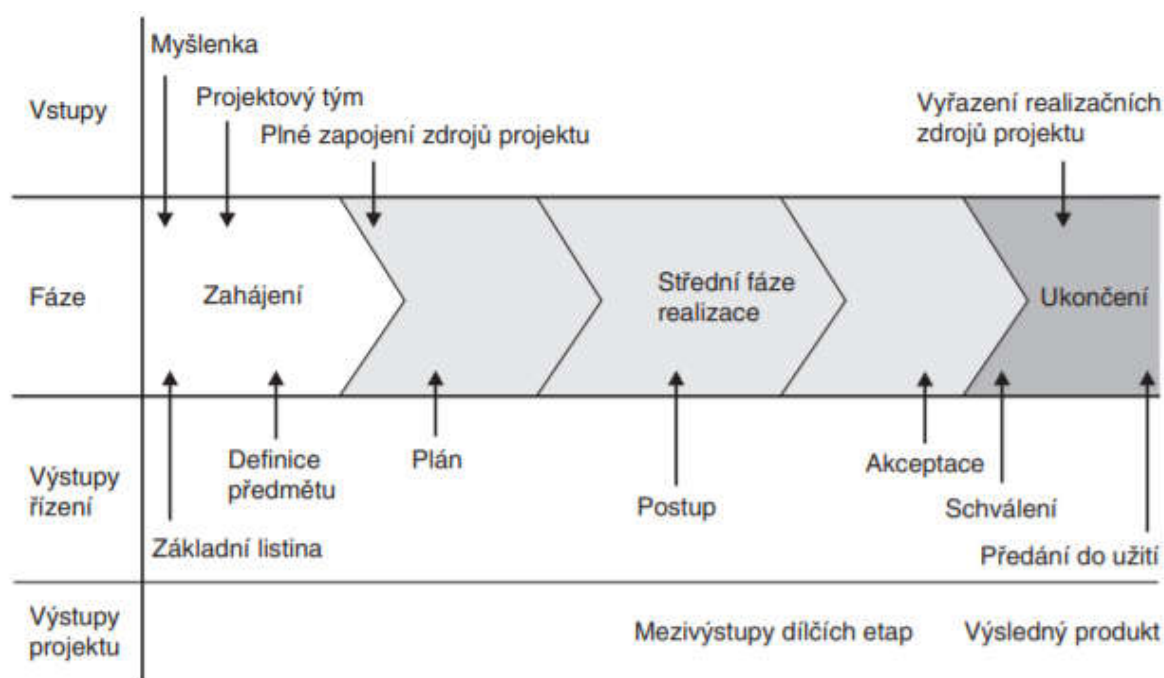 Myšlenka
Vstupy
Projektový tým
Plné zapojení zdrojů projektu
Vyřazení realizačních
zdrojů projektu
Fáze
Zahájení
Střední fáze
realizace
Ukončení
Výstupy
řízení
Definice
předmětu
Plán
Akceptace
Postup
Schválení
Základní listina
Předání do užití
Výstupy
projektu
Mezivýstupy dílčích etap
Výsledný produkt